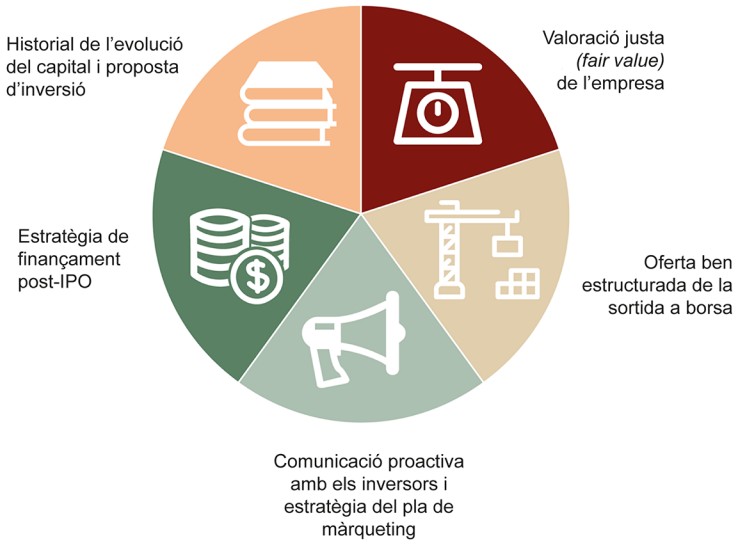 Historial de l’evolució
del capital i proposta
d’inversió
Valoració justa
(fair value)
de l’empresa
Estratègia de
finançament
post-IPO
$
Oferta ben
estructurada de la
sortida a borsa
Comunicació proactiva
amb els inversors i
estratègia del pla de
màrqueting